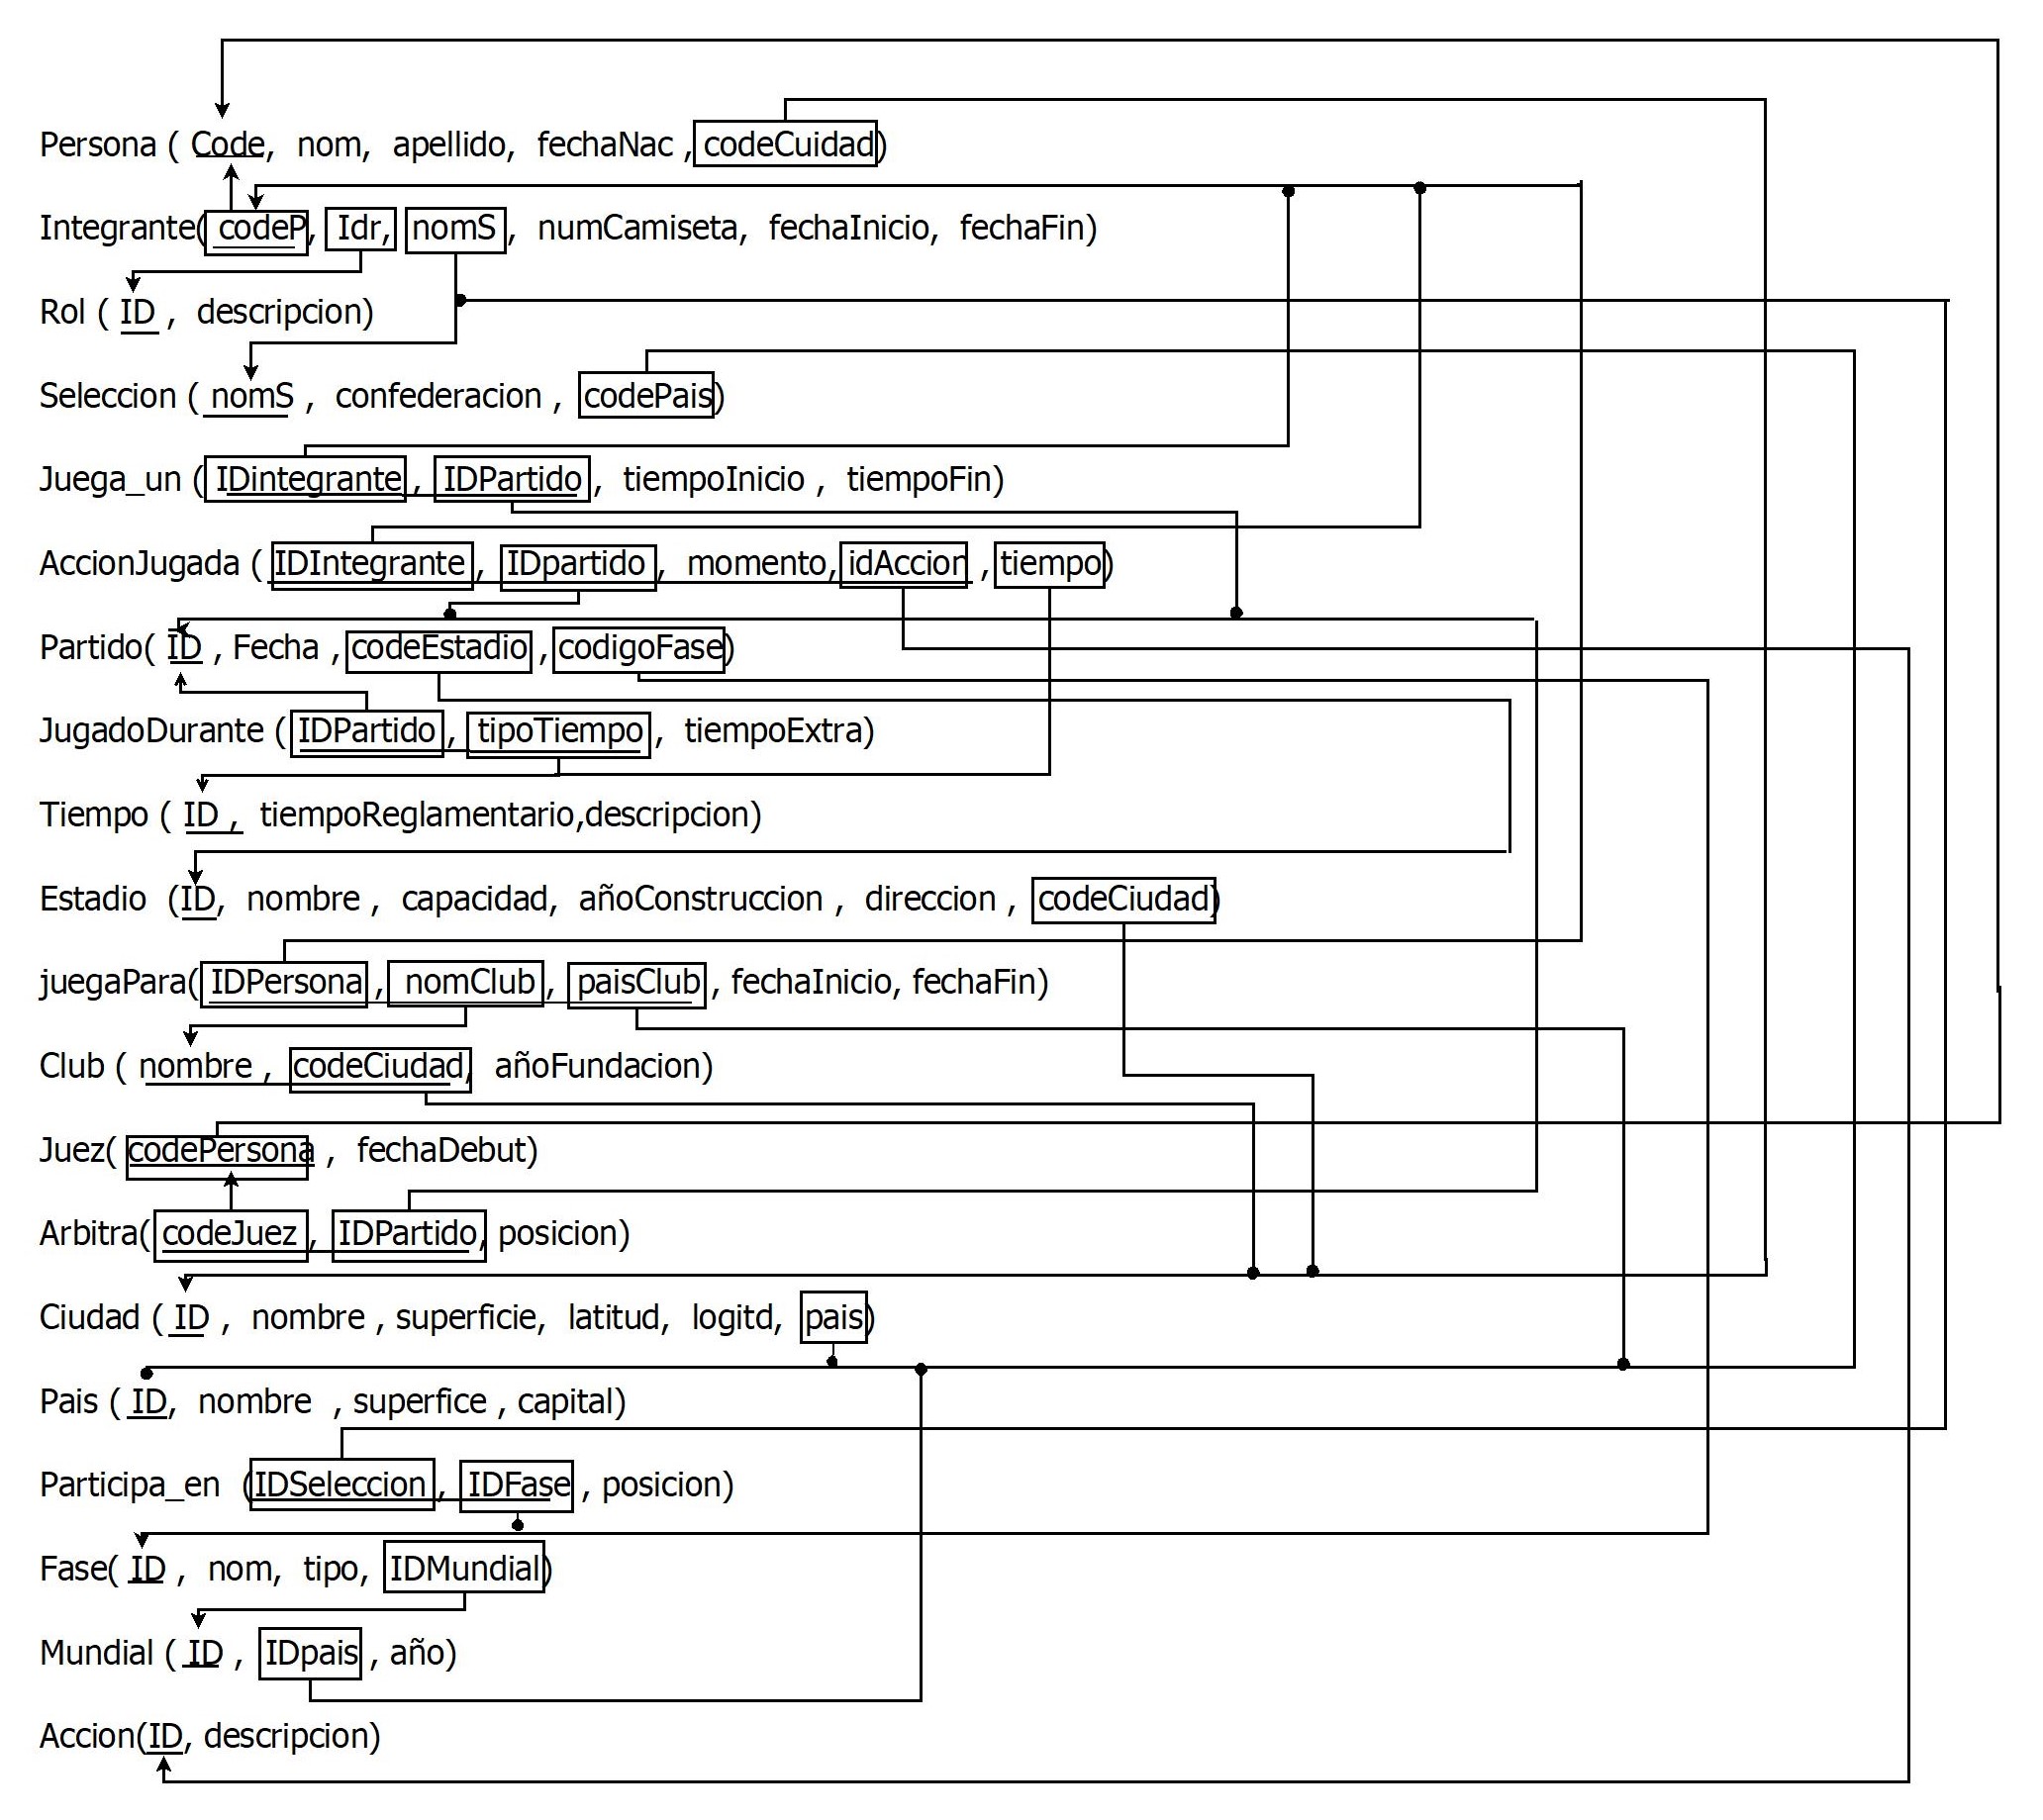 Persona ( Code, nom, apellido, fechaNac , codeCuidad)
Integrante( codeP, Idr, nomS , numCamiseta, fechaInicio, fechaFin)
Rol ( ID , descripcion)
Seleccion ( nomS , confederacion , codePais)
Juega_un ( IDintegrante , IDPartido , tiempoInicio , tiempoFin)
AccionJugada ( IDIntegrante , IDpartido , momento, idAccion , tiempo)
Partido( ID , Fecha , codeEstadio , codigoFase)
JugadoDurante ( IDPartido , tipoTiempo , tiempoExtra)
Tiempo ( ID , tiempoReglamentario,descripcion)
Estadio (ID, nombre , capacidad, añoConstruccion , direccion , codeCiudad)
juegaPara( IDPersona , nomClub , paisClub , fechaInicio, fechaFin)
Club ( nombre , codeCiudad, añoFundacion)
Juez( codePersona , fechaDebut)
Arbitra( codeJuez , IDPartido, posicion)
Ciudad ( ID , nombre , superficie, latitud, logitd, pais)
Pais ( ID, nombre , superfice , capital)
Participa_en (IDSeleccion , IDFase , posicion)
Fase( ID , nom, tipo, IDMundial)
Mundial ( ID , IDpais , año)
Accion(ID, descripcion)